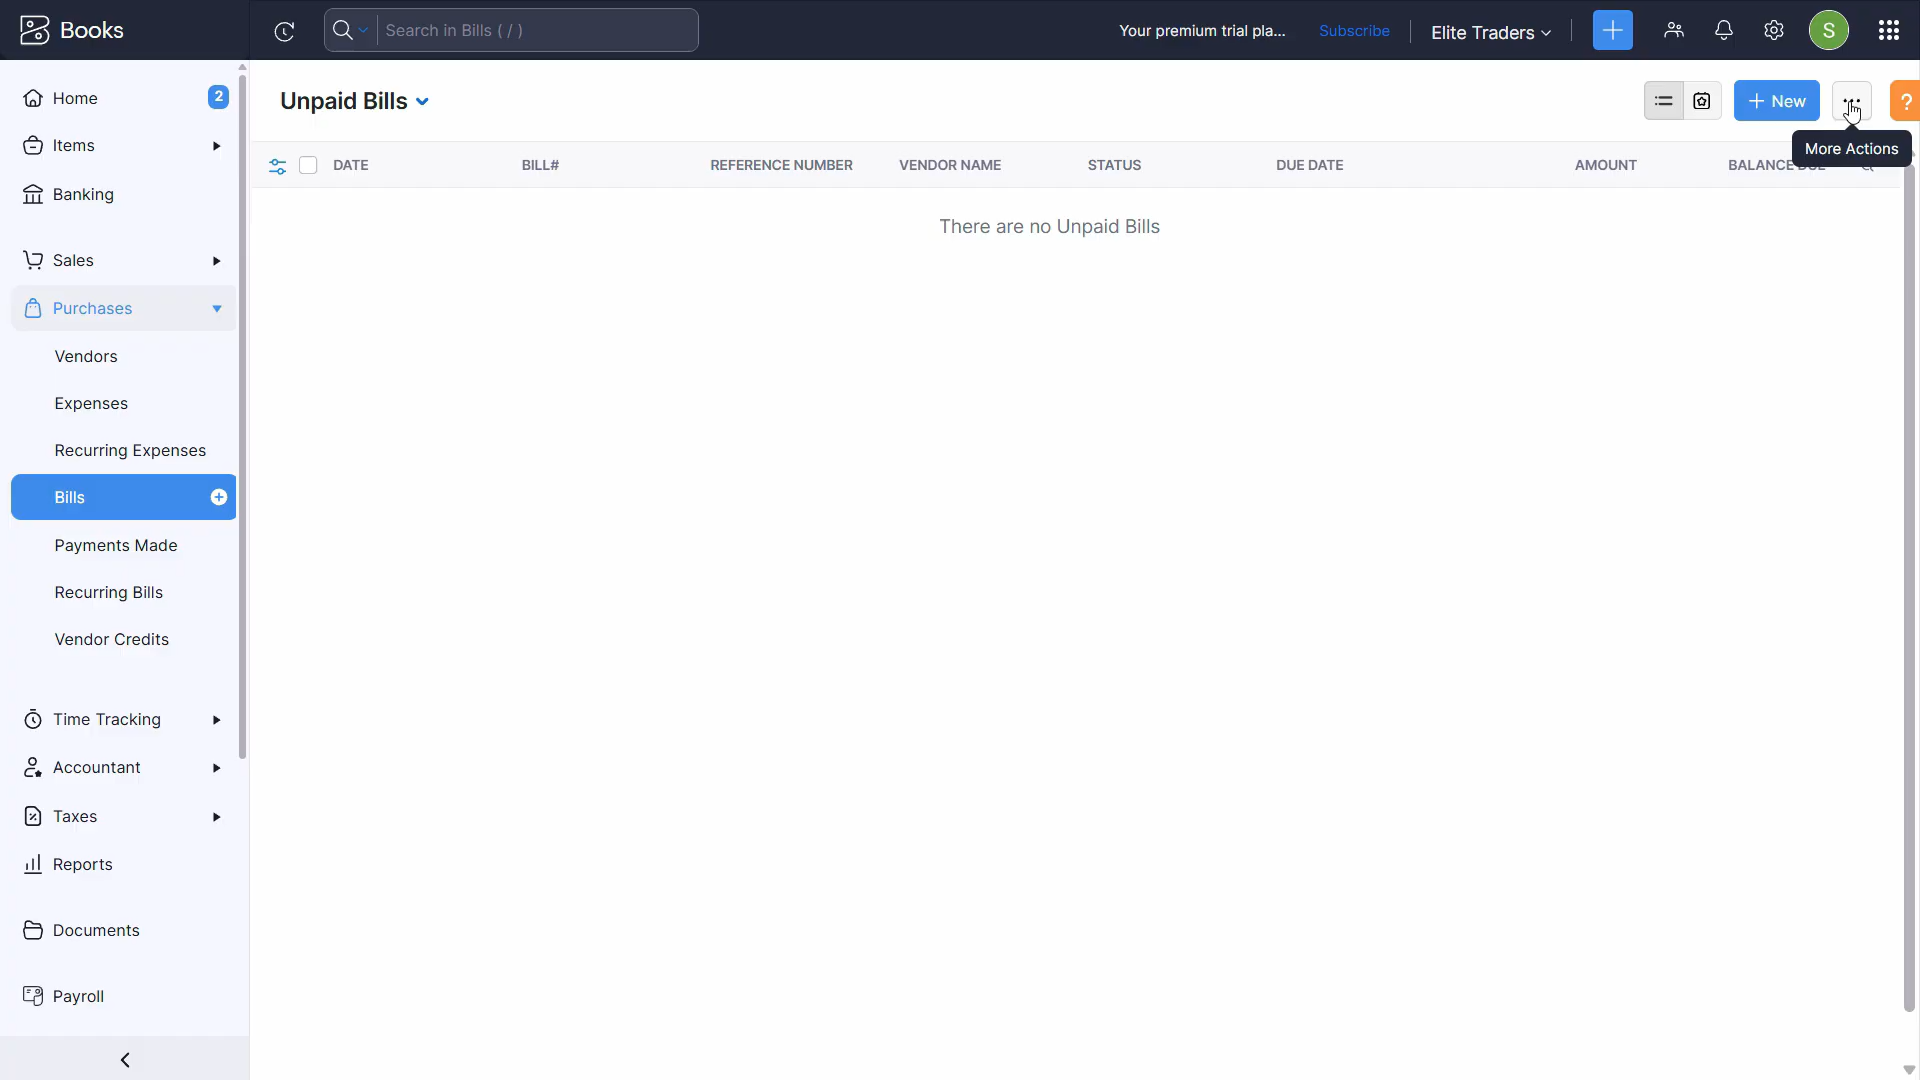 Books
Search in Bills ( / )
Your premium trial pla...
Subscribe
Elite Traders
S
Home
2
Items
Banking
Sales
Purchases
Vendors
Expenses
Recurring Expenses
Bills
Payments Made
Recurring Bills
Vendor Credits
Time Tracking
Accountant
Taxes
Reports
Documents
Payroll
Unpaid Bills
New
?
More Actions
DATE BILL# REFERENCE NUMBER VENDOR NAME STATUS DUE DATE AMOUNT BALANCE DUE
There are no Unpaid Bills